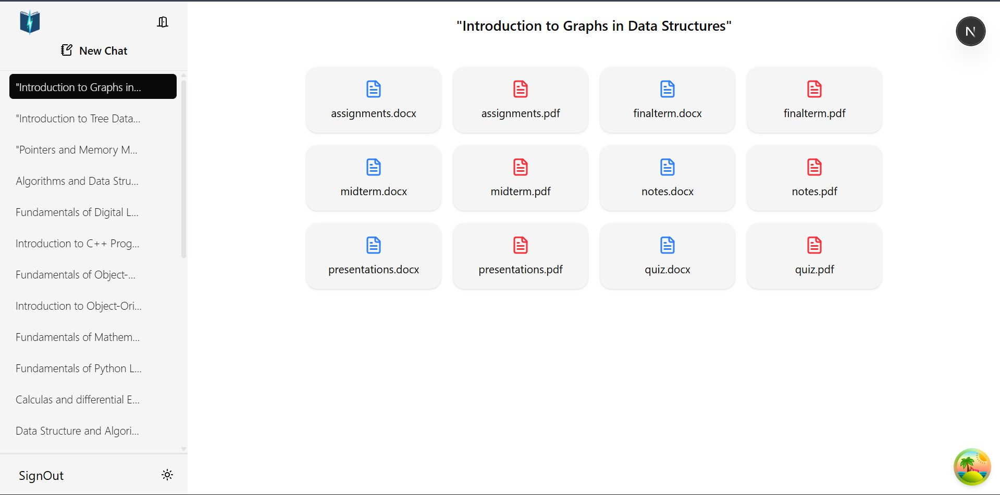 New Chat
"Introduction to Graphs in...
"Introduction to Tree Data...
"Pointers and Memory M...
Algorithms and Data Stru...
Fundamentals of Digital L...
Introduction to C++ Prog...
Fundamentals of Object-...
Introduction to Object-Ori...
Fundamentals of Mathem...
Fundamentals of Python L...
Calculas and differential E...
Data Structure and Algori...
SignOut
"Introduction to Graphs in Data Structures"
N
assignments.docx
assignments.pdf
finalterm.docx
finalterm.pdf
midterm.docx
midterm.pdf
notes.docx
notes.pdf
presentations.docx
presentations.pdf
quiz.docx
quiz.pdf